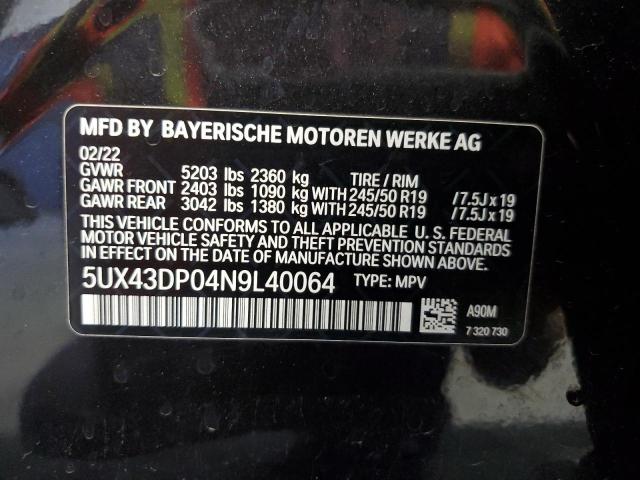 MFD BY BAYERISCHE MOTOREN WERKE AG
02/22
GVWR 5203 lbs 2360 kg TIRE / RIM
GAWR FRONT 2403 lbs 1090 kg WITH 245/50 R19 /7.5J x 19
GAWR REAR 3042 lbs 1380 kg WITH 245/50 R19 /7.5J x 19
THIS VEHICLE CONFORMS TO ALL APPLICABLE U. S. FEDERAL
MOTOR VEHICLE SAFETY AND THEFT PREVENTION STANDARDS
IN EFFECT ON THE DATE OF MANUFACTURE SHOWN ABOVE.
5UX43DP04N9L40064 TYPE: MPV
A90M
7 320 730